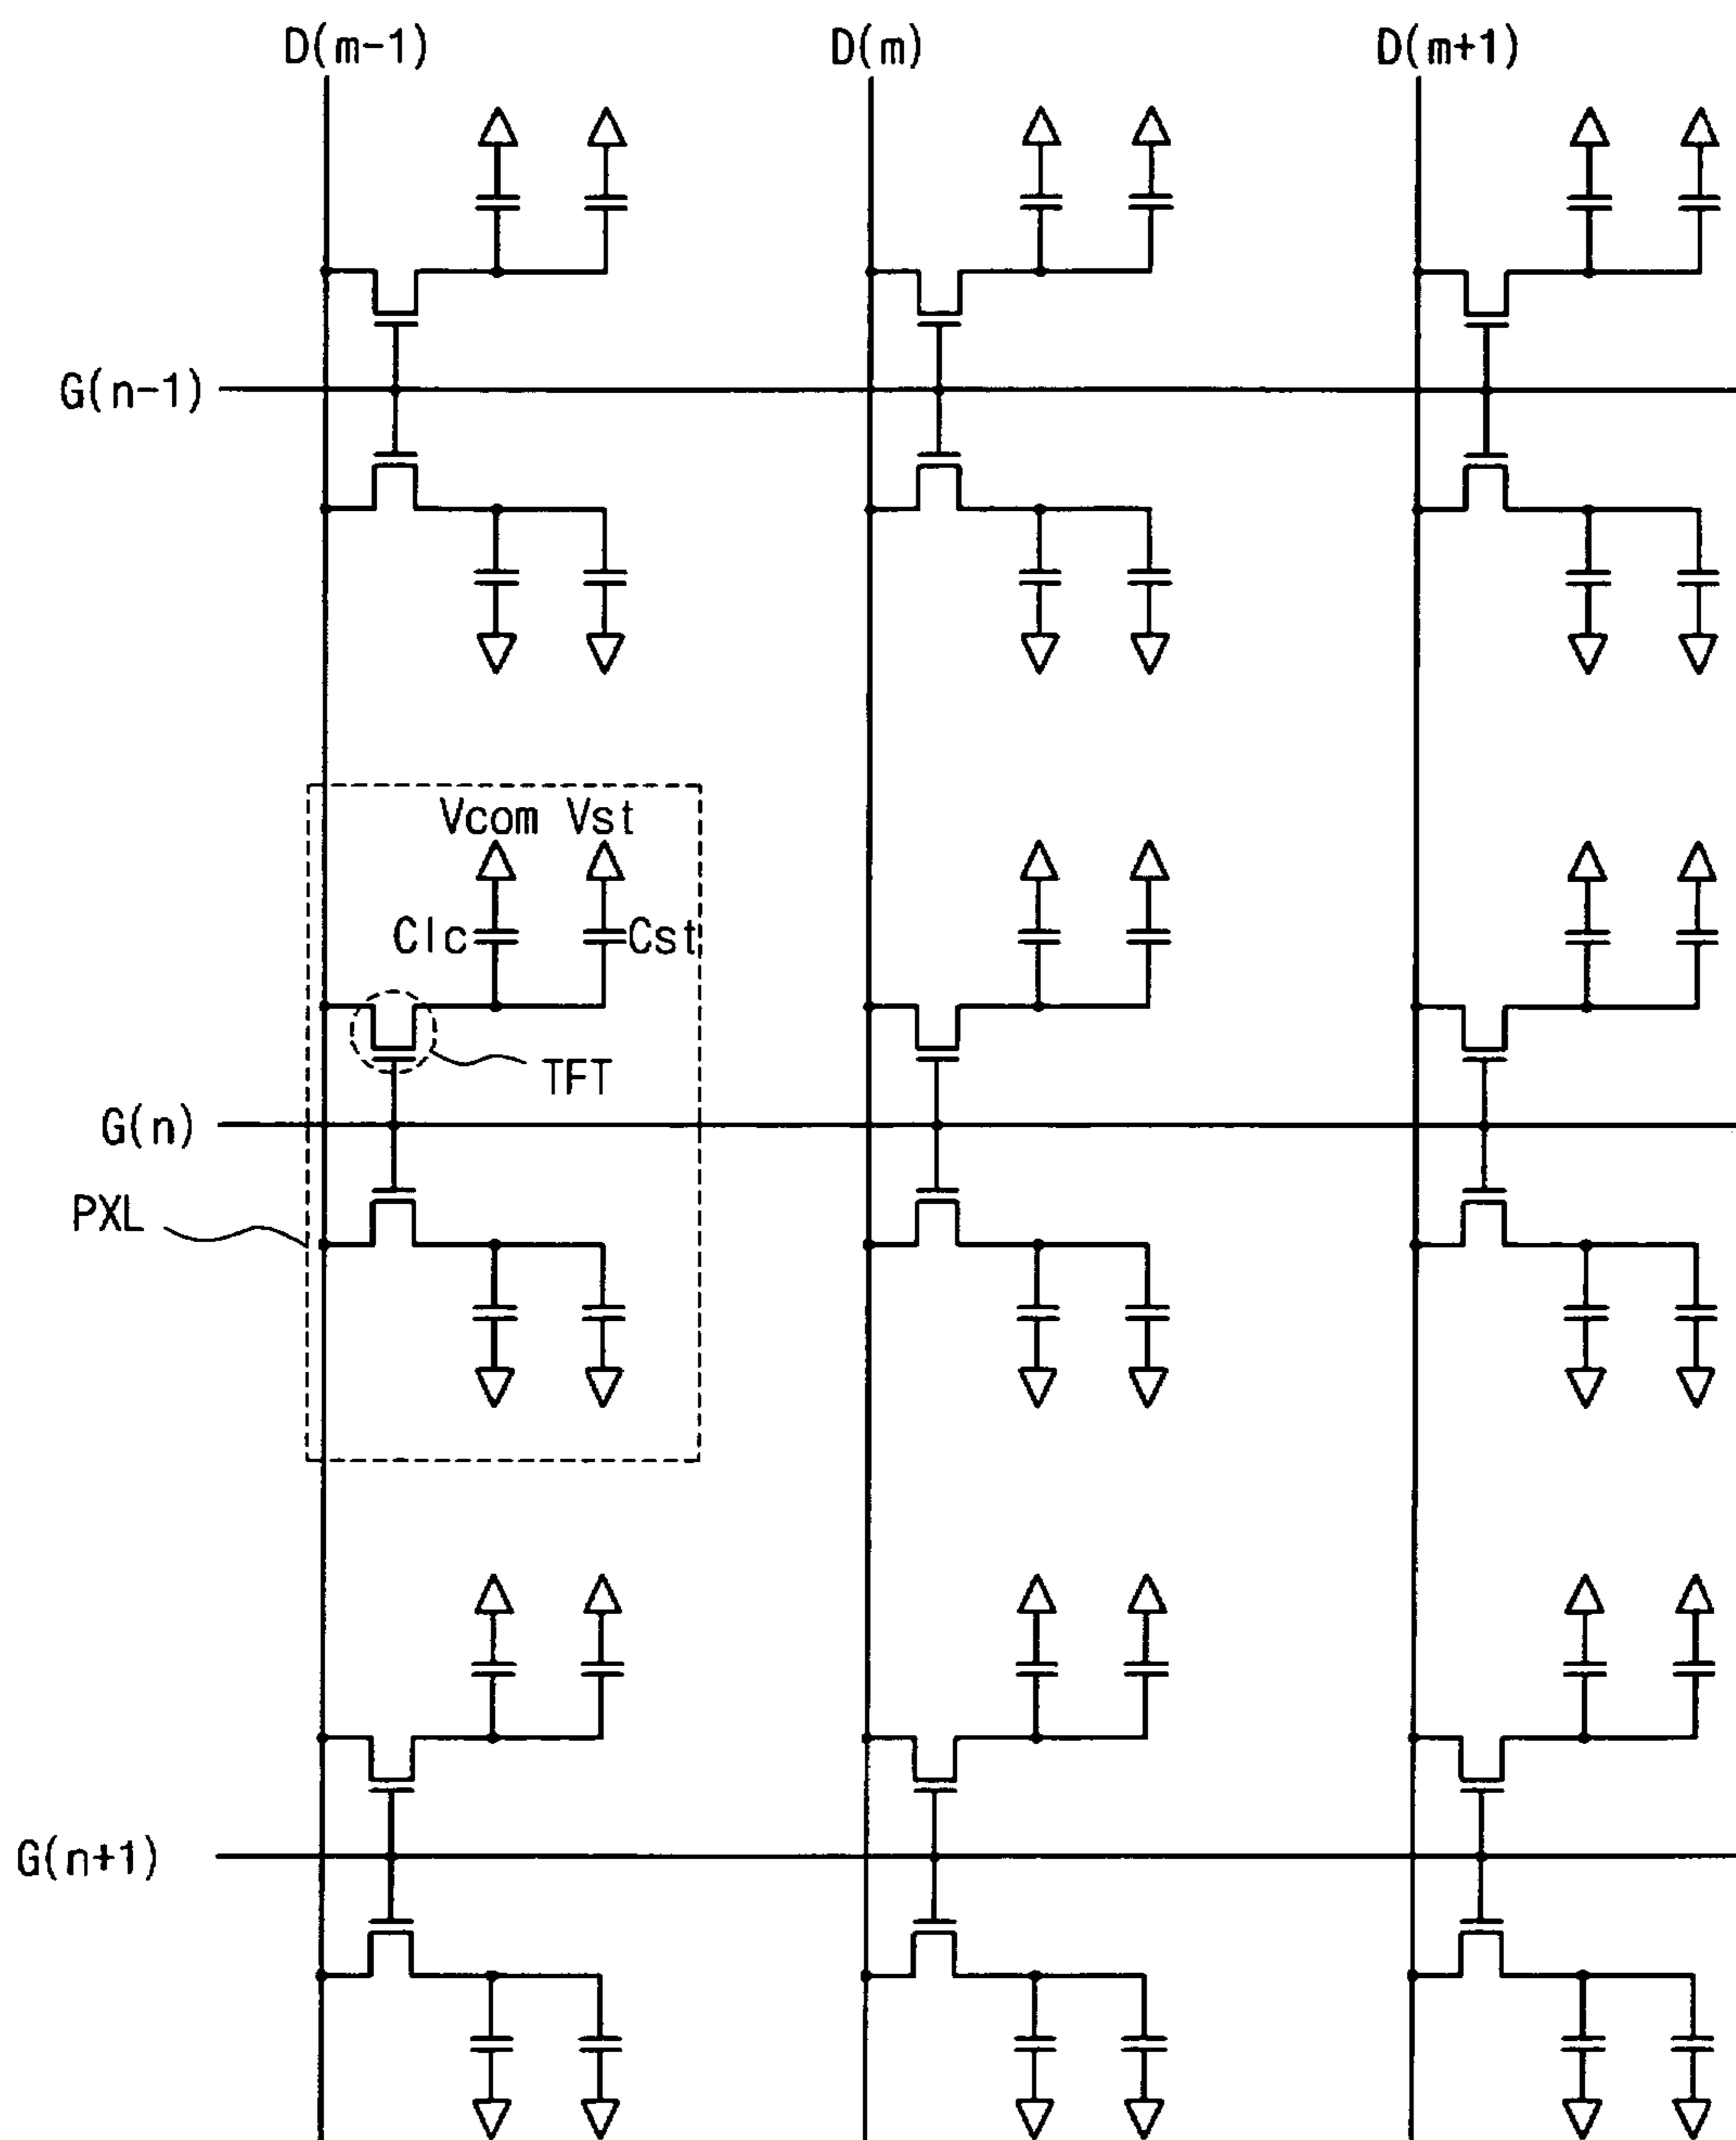 D(m-1) D(m) D(m+1)
G(n-1)
Vcom Vst
Clc Cst
TFT
G(n)
PXL
G(n+1)